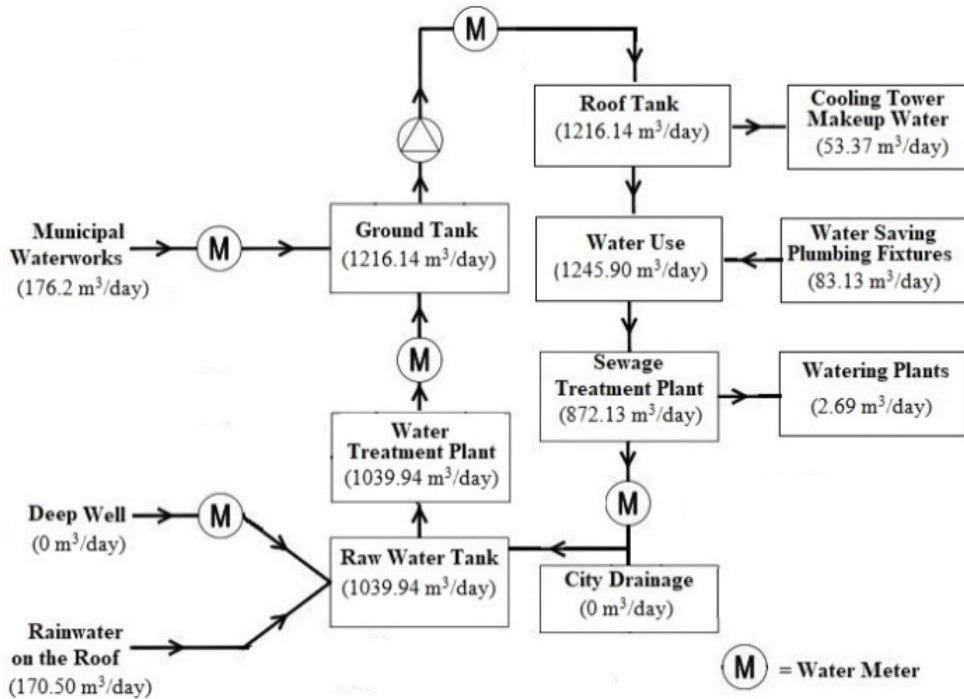 M
Roof Tank
(1216.14 m³/day)
Cooling Tower
Makeup Water
(53.37 m³/day)
Municipal
Waterworks
(176.2 m³/day)
M
Ground Tank
(1216.14 m³/day)
Water Use
(1245.90 m³/day)
Water Saving
Plumbing Fixtures
(83.13 m³/day)
M
Sewage
Treatment Plant
(872.13 m³/day)
Watering Plants
(2.69 m³/day)
Water
Treatment Plant
(1039.94 m³/day)
M
Deep Well
(0 m³/day)
M
Raw Water Tank
(1039.94 m³/day)
City Drainage
(0 m³/day)
Rainwater
on the Roof
(170.50 m³/day)
M = Water Meter